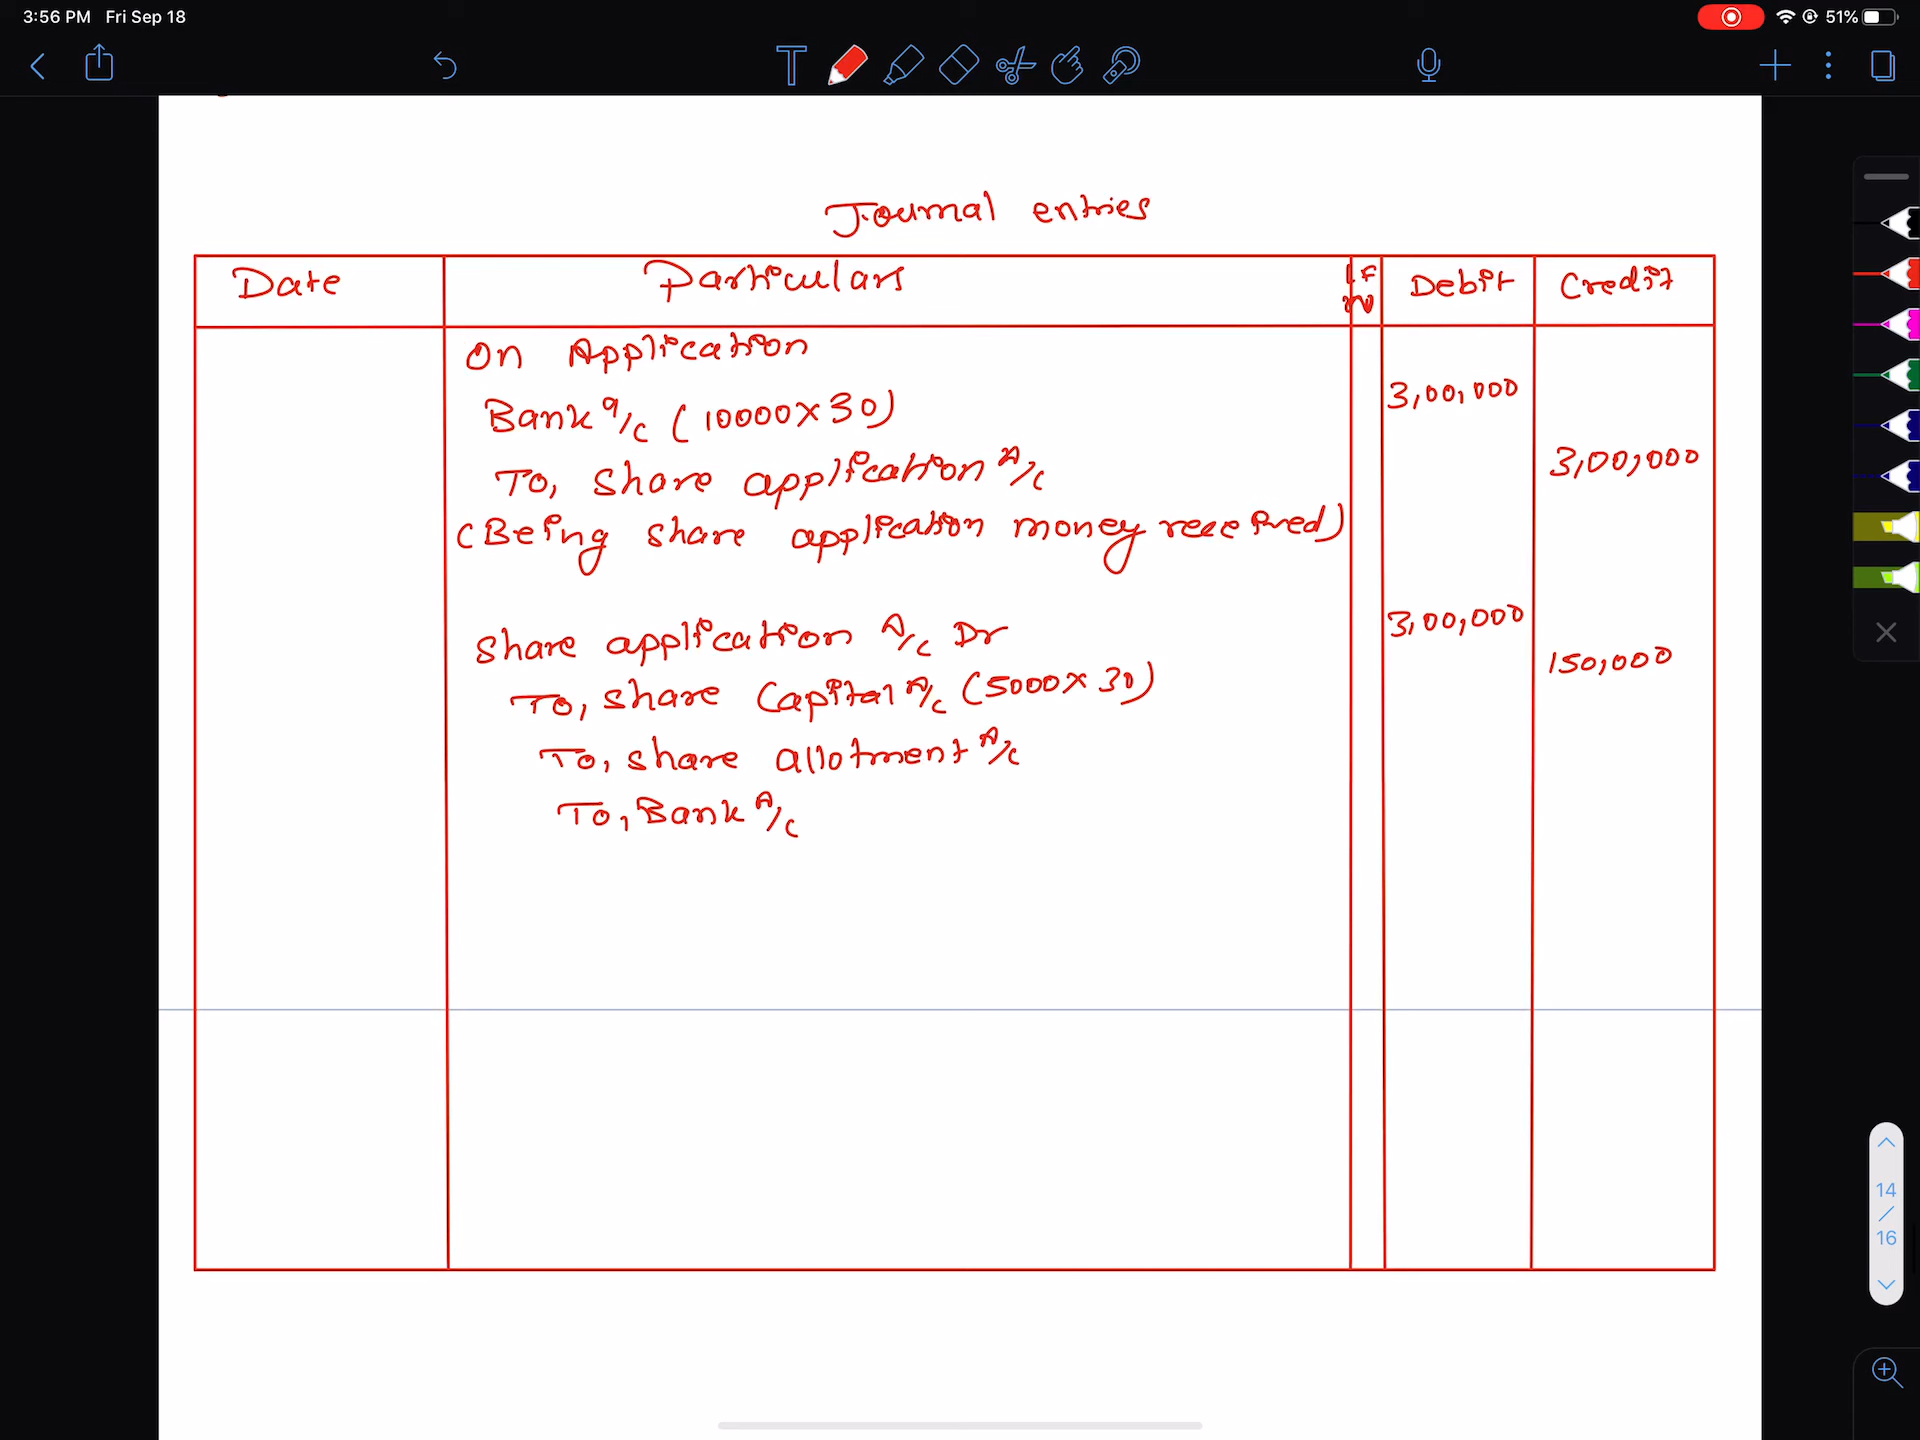 3:56 PM Fri Sep 18
51%
Journal entries
Date Particulars LF no Debit Credit
On Application
Bank a/c (10000x30) 3,00,000
To, share application A/c 3,00,000
(Being share application money received)
Share application A/c Dr 3,00,000
To, share Capital A/c (5000x30) 150,000
To, share allotment A/c
To, Bank A/c
14
/
16